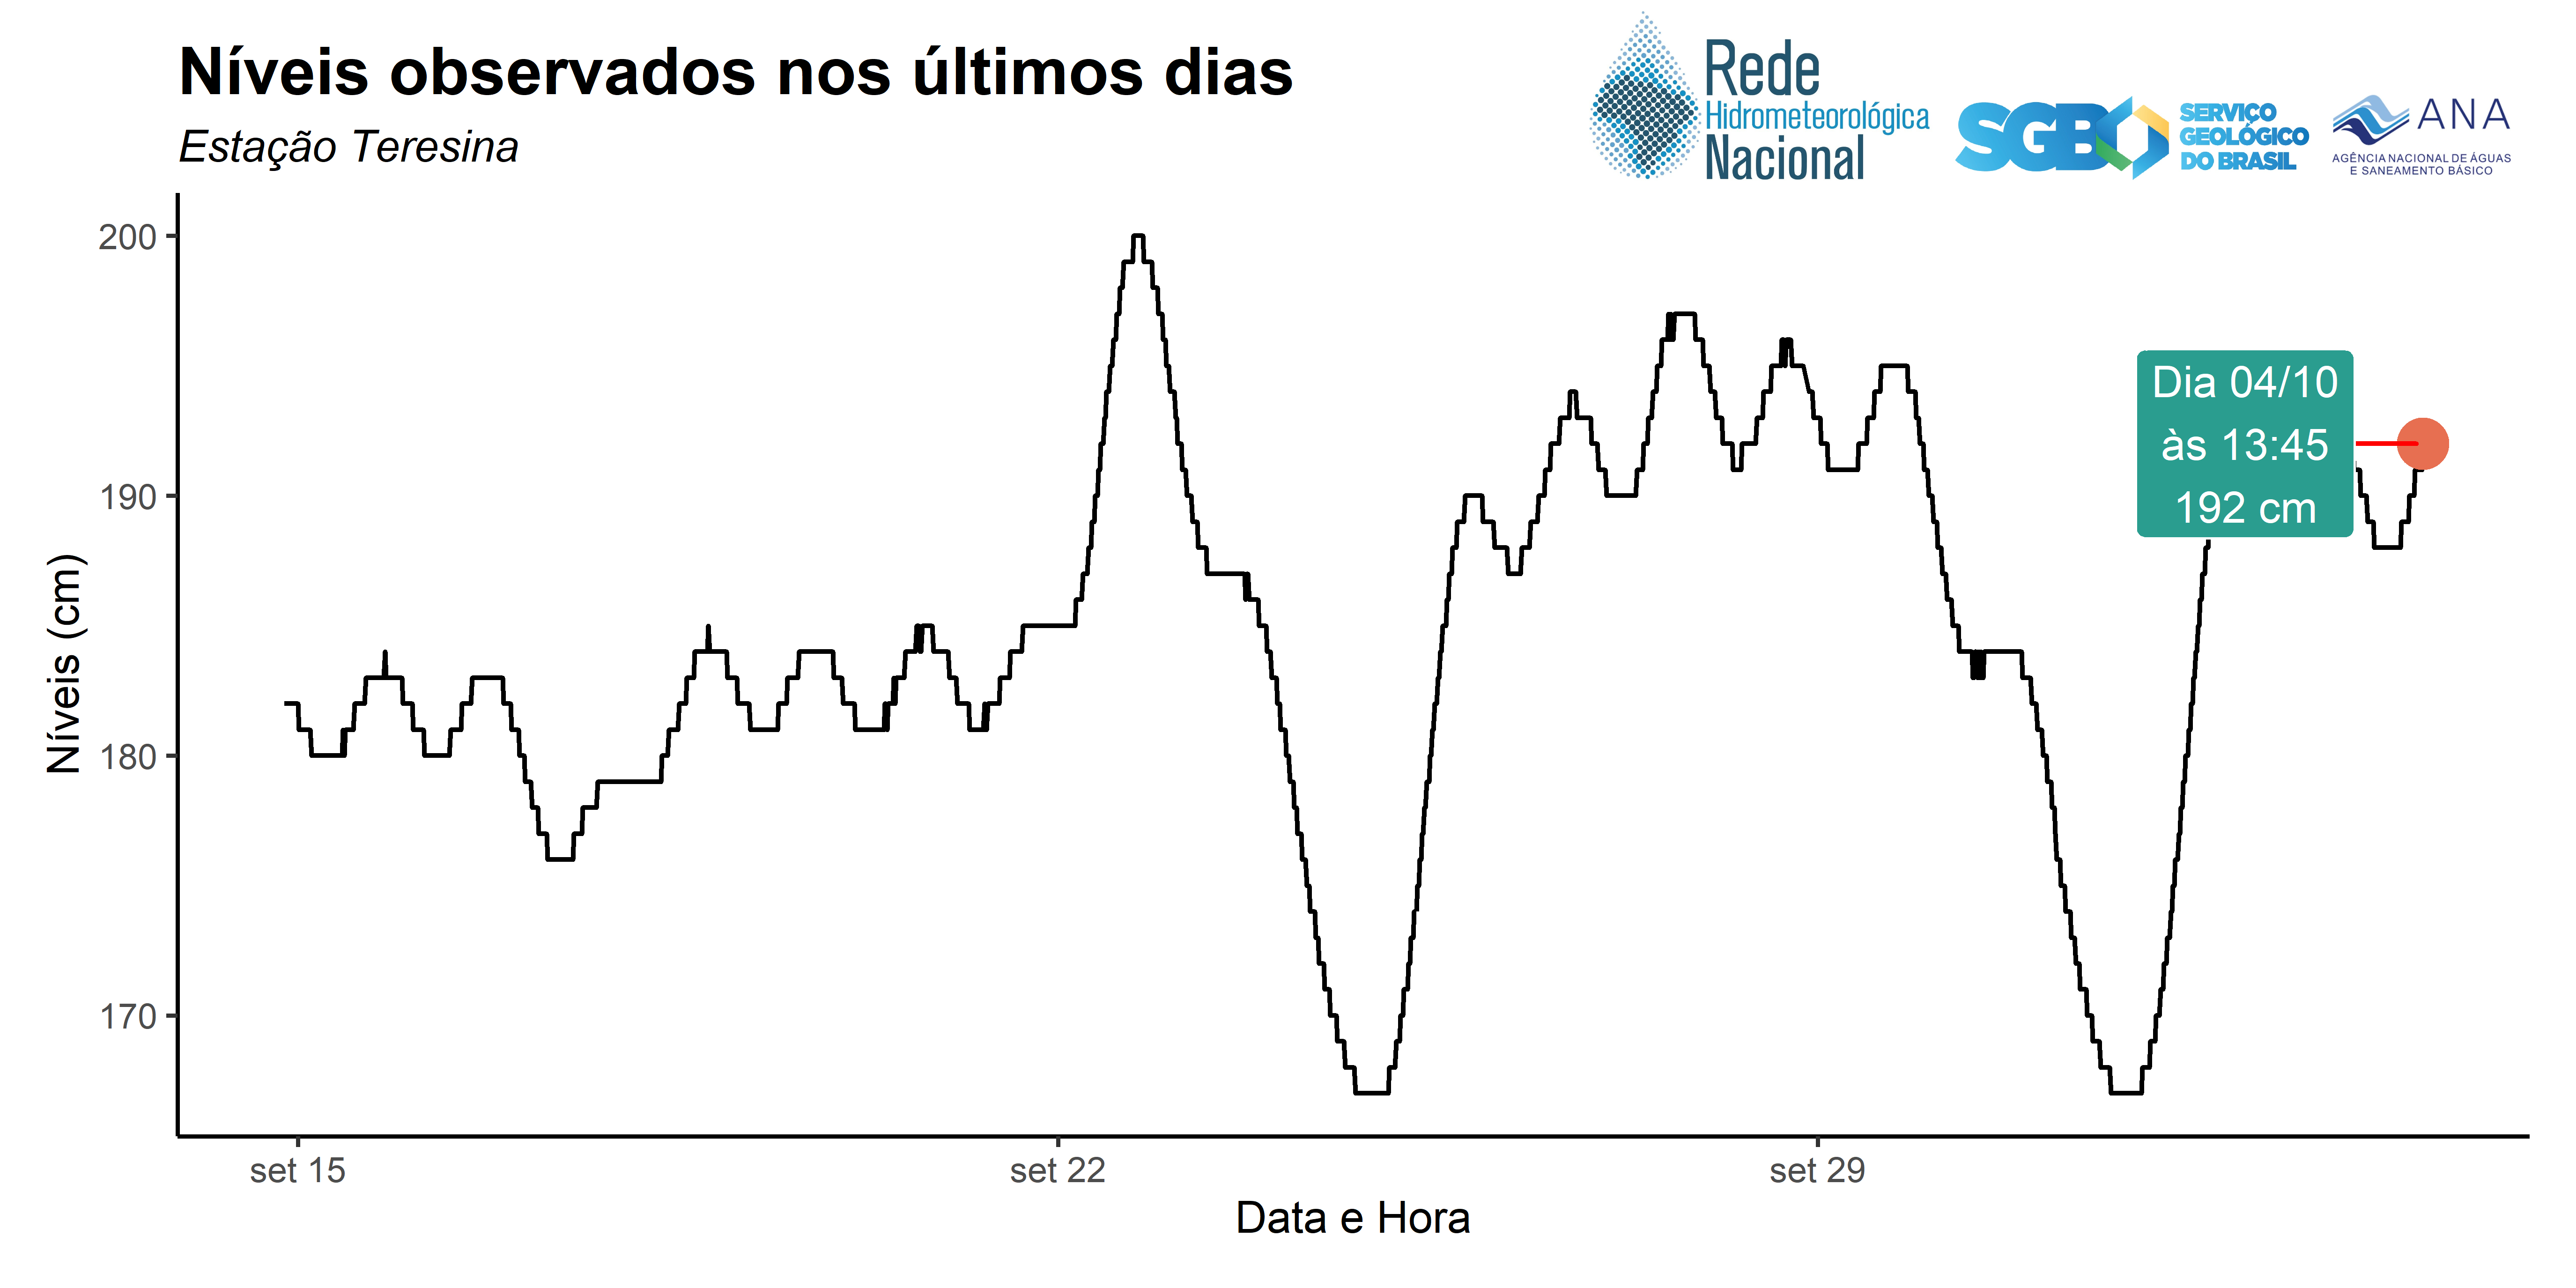 Níveis observados nos últimos dias
Estação Teresina
Rede
Hidrometeorológica
Nacional
SGB
SERVIÇO
GEOLÓGICO
DO BRASIL
ANA
AGÊNCIA NACIONAL DE ÁGUAS
E SANEAMENTO BÁSICO
Níveis (cm)
200
190
180
170
Dia 04/10
às 13:45
192 cm
set 15
set 22
set 29
Data e Hora